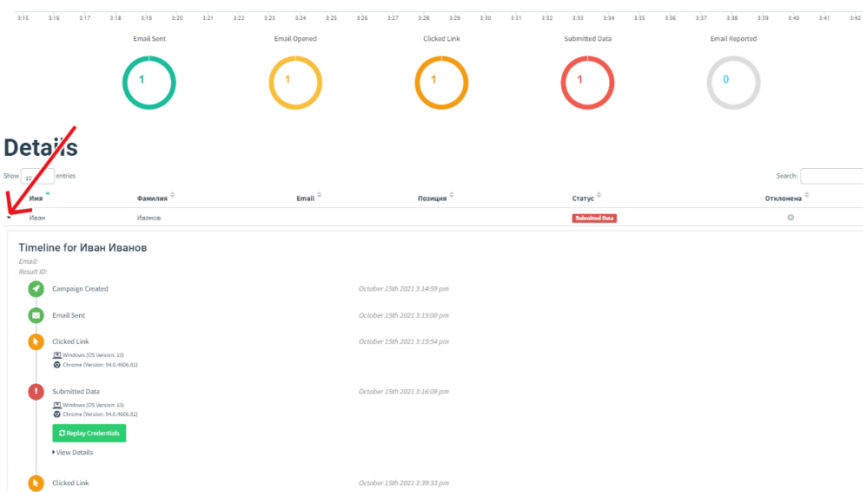 3:15 3:16 3:17 3:18 3:19 3:20 3:21 3:22 3:23 3:24 3:25 3:26 3:27 3:28 3:29 3:30 3:31 3:32 3:33 3:34 3:35 3:36 3:37 3:38 3:39 3:40 3:41 3:42
Email Sent Email Opened Clicked Link Submitted Data Email Reported
1 1 1 1 0
Details
Show 10 entries Search:
Имя Фамилия Email Позиция Статус Отклонена
Иван Иванов Submitted Data
Timeline for Иван Иванов
Email:
Result ID:
Campaign Created October 15th 2021 3:14:59 pm
Email Sent October 15th 2021 3:15:00 pm
Clicked Link October 15th 2021 3:15:54 pm
Windows (OS Version: 10)
Chrome (Version: 94.0.4606.81)
Submitted Data October 15th 2021 3:16:09 pm
Windows (OS Version: 10)
Chrome (Version: 94.0.4606.81)
Replay Credentials
View Details
Clicked Link October 15th 2021 3:39:33 pm